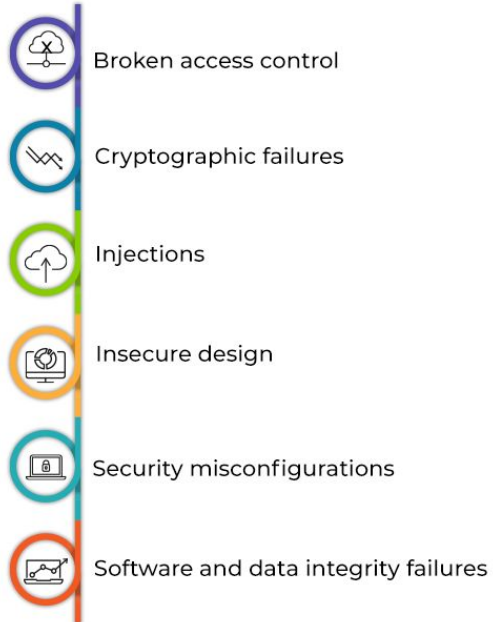 Broken access control
Cryptographic failures
Injections
Insecure design
Security misconfigurations
Software and data integrity failures